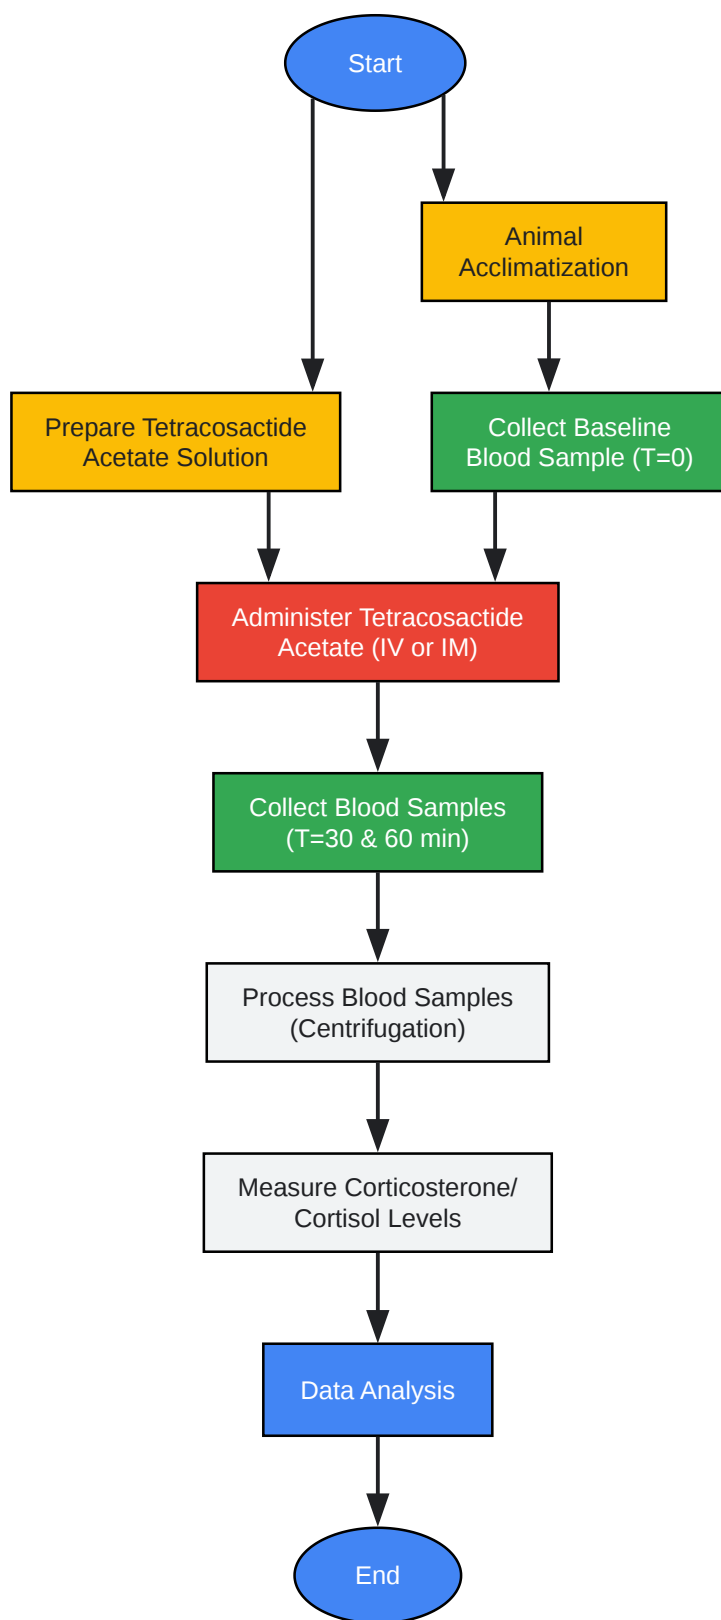 Start
Animal
Acclimatization
Prepare Tetracosactide
Acetate Solution
Collect Baseline
Blood Sample (T=0)
Administer Tetracosactide
Acetate (IV or IM)
Collect Blood Samples
(T=30 & 60 min)
Process Blood Samples
(Centrifugation)
Measure Corticosterone/
Cortisol Levels
Data Analysis
End